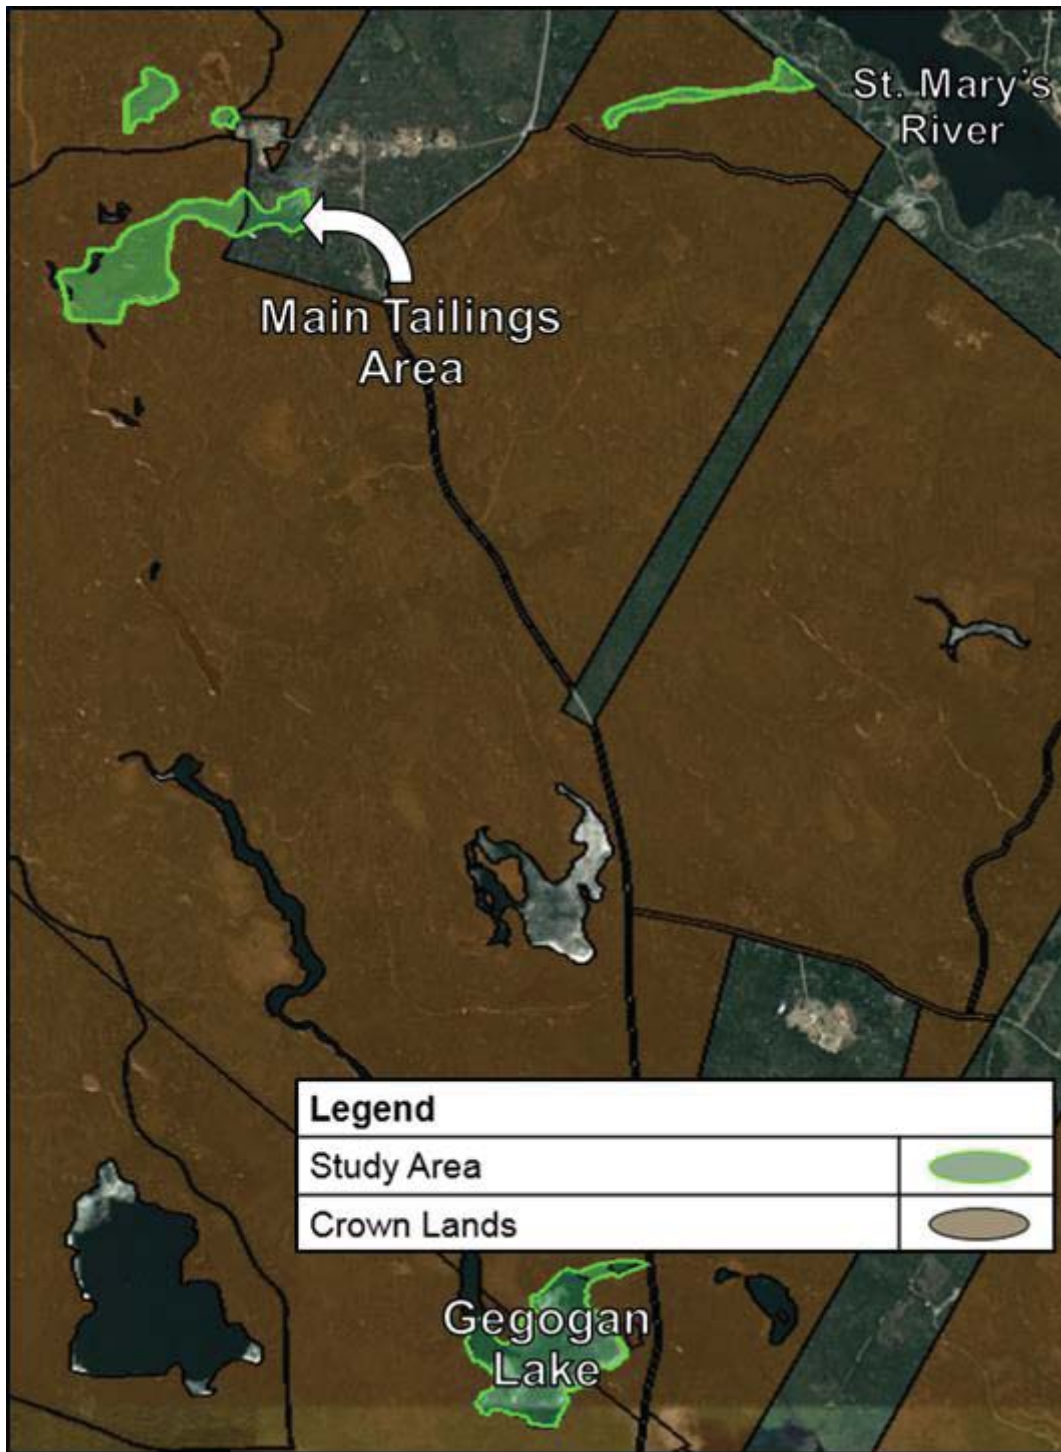 St. Mary's
River
Main Tailings
Area
Legend
Study Area
Crown Lands
Gegogan
Lake